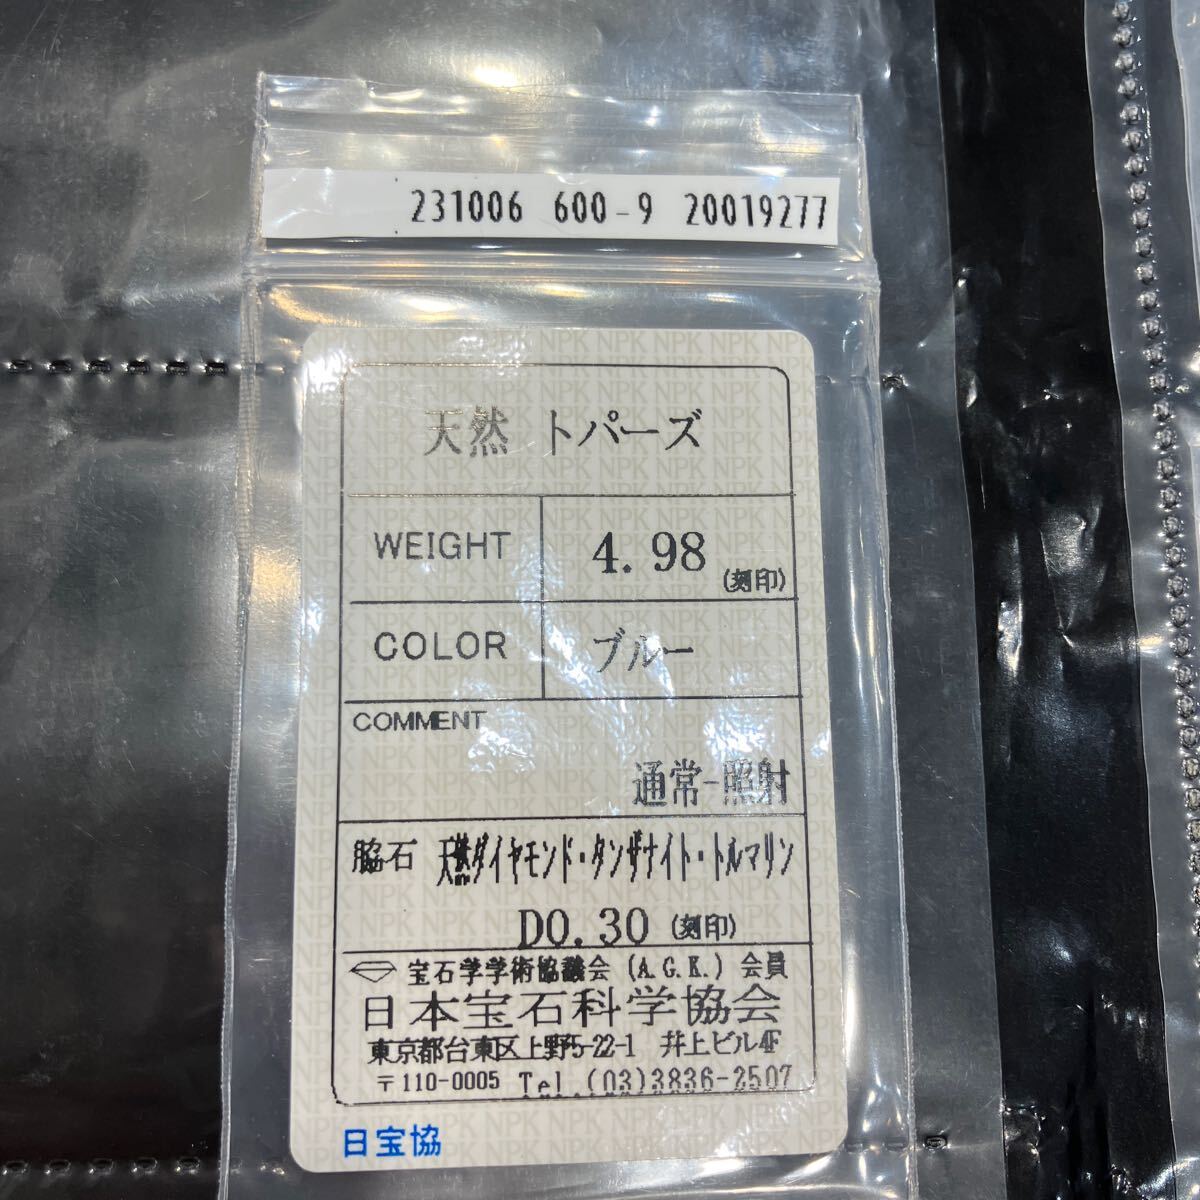 231006 600-9 20019277
天然 トパーズ
WEIGHT 4.98 (刻印)
COLOR ブルー
COMMENT
通常-照射
脇石 天然ダイヤモンド・タンザナイト・トルマリン
D0.30 (刻印)
宝石学学術協議会 (A.G.K.) 会員
日本宝石科学協会
東京都台東区上野5-22-1 井上ビル4F
〒110-0005 Tel.(03)3836-2507
日宝協